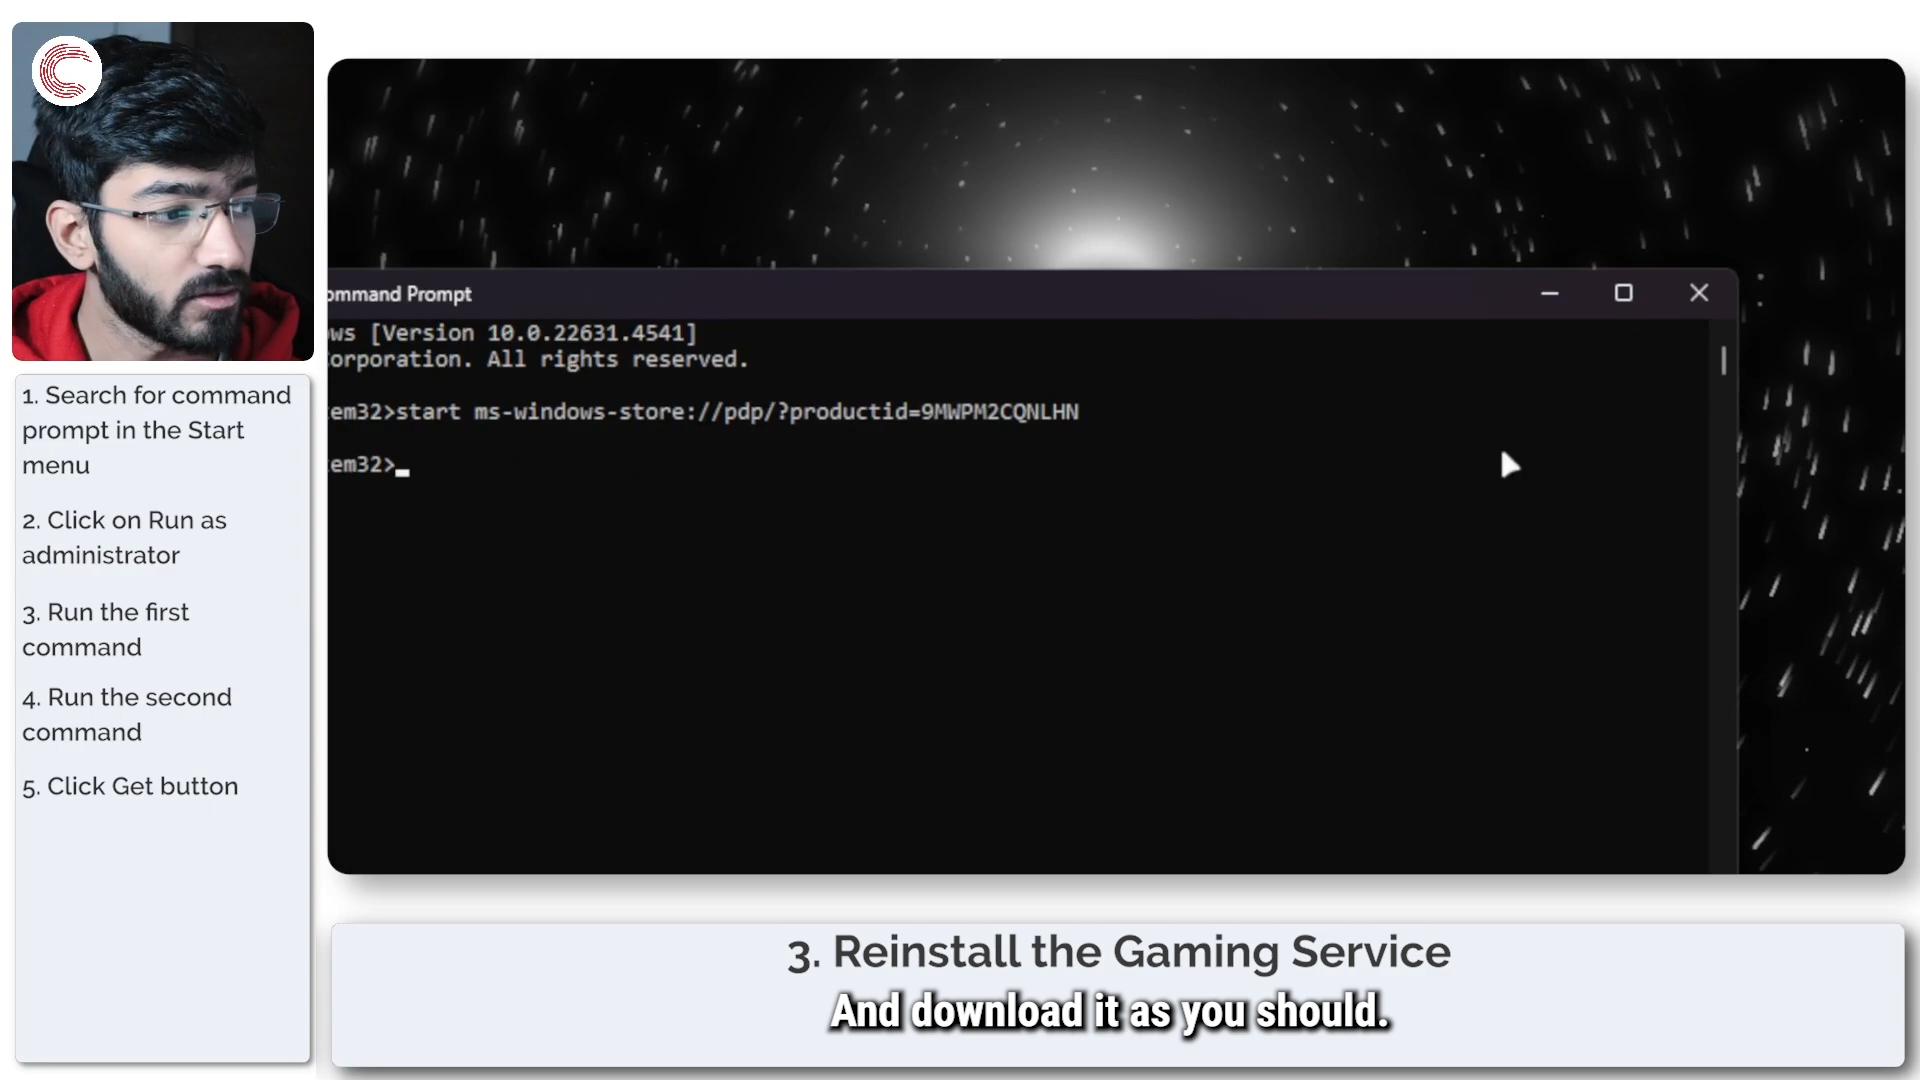 1. Search for command
prompt in the Start
menu
2. Click on Run as
administrator
3. Run the first
command
4. Run the second
command
5. Click Get button
ommand Prompt
ws [Version 10.0.22631.4541]
orporation. All rights reserved.
em32>start ms-windows-store://pdp/?productid=9MWPM2CQNLHN
em32>
3. Reinstall the Gaming Service
And download it as you should.